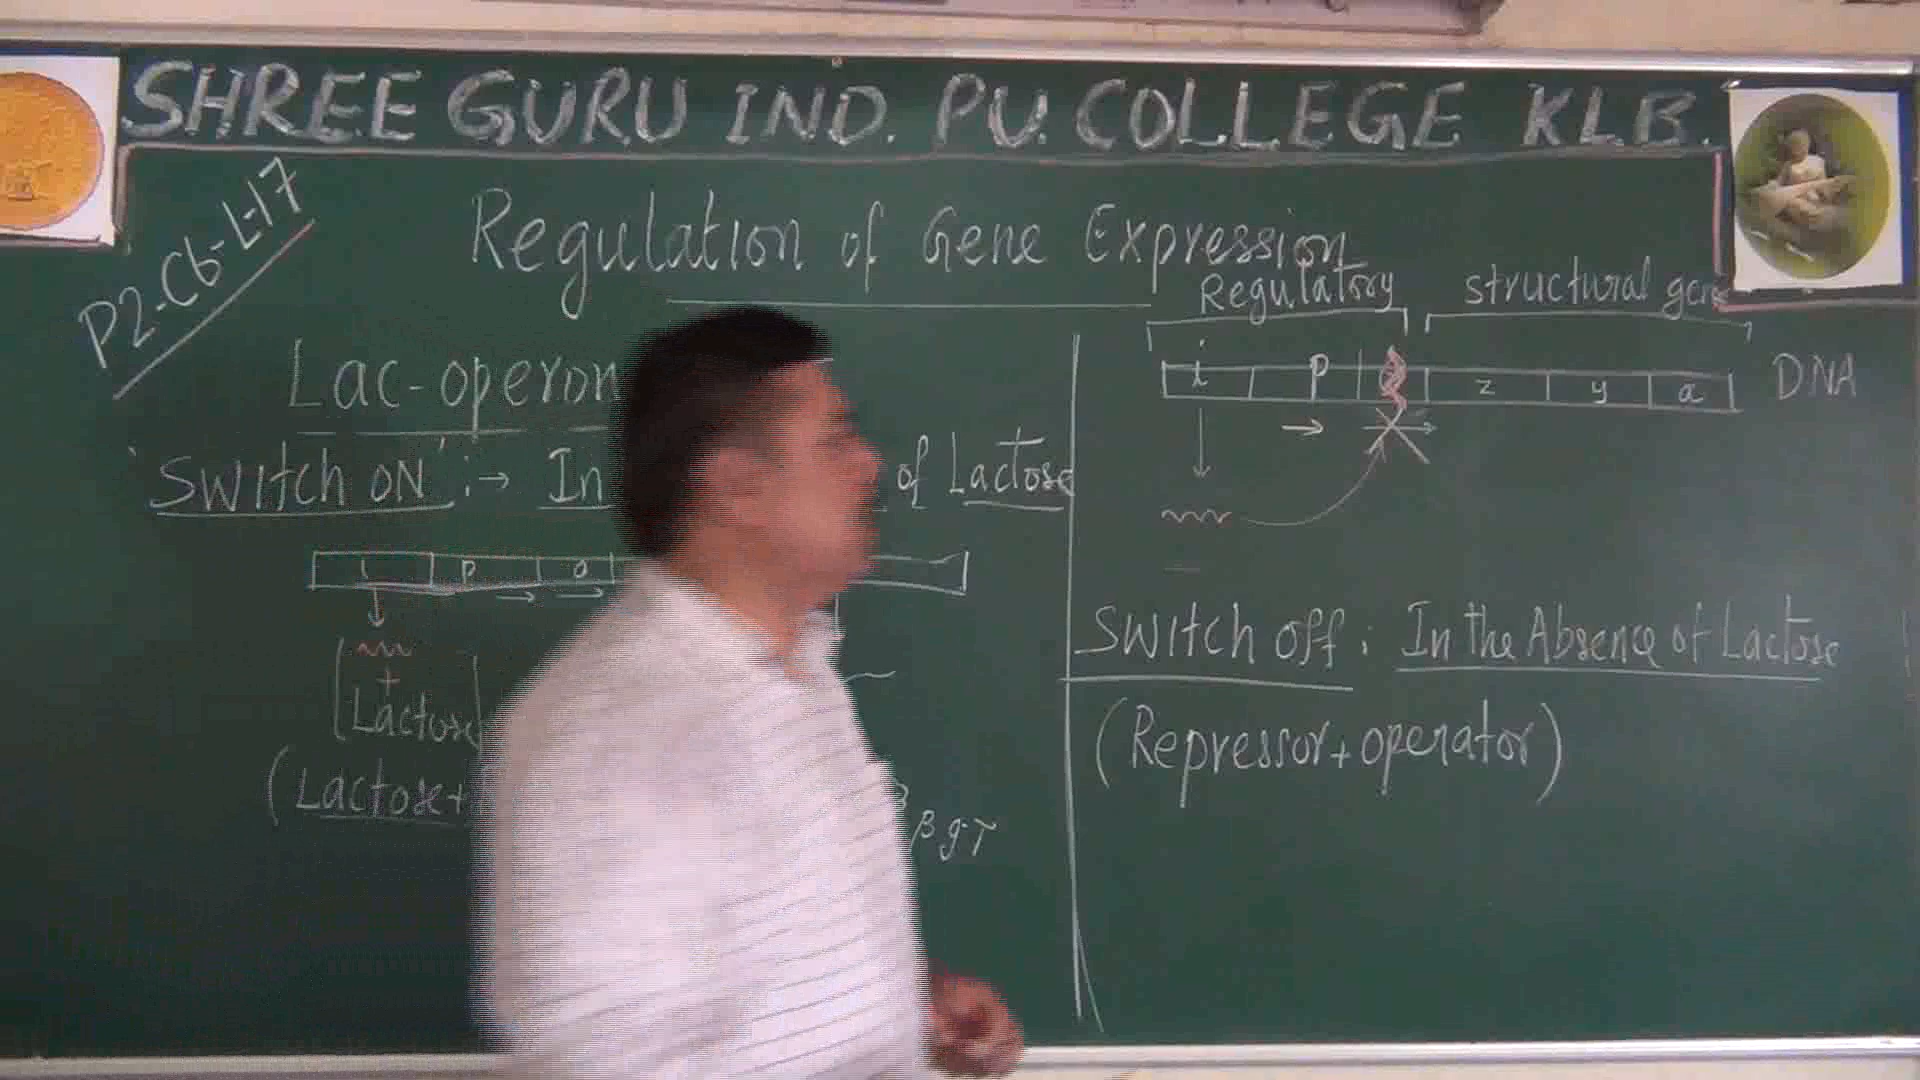 SHREE GURU IND. PU. COLLEGE KLB.
P2-C6-L-17
Regulation of Gene Expression
Lac-operon
'Switch ON' :→ In of Lactose
i p o
+
Lactose
(Lactose+
β g.
Regulatory structural
i p z y a DNA
Switch off : In the Absence of Lactose
(Repressor+operator)